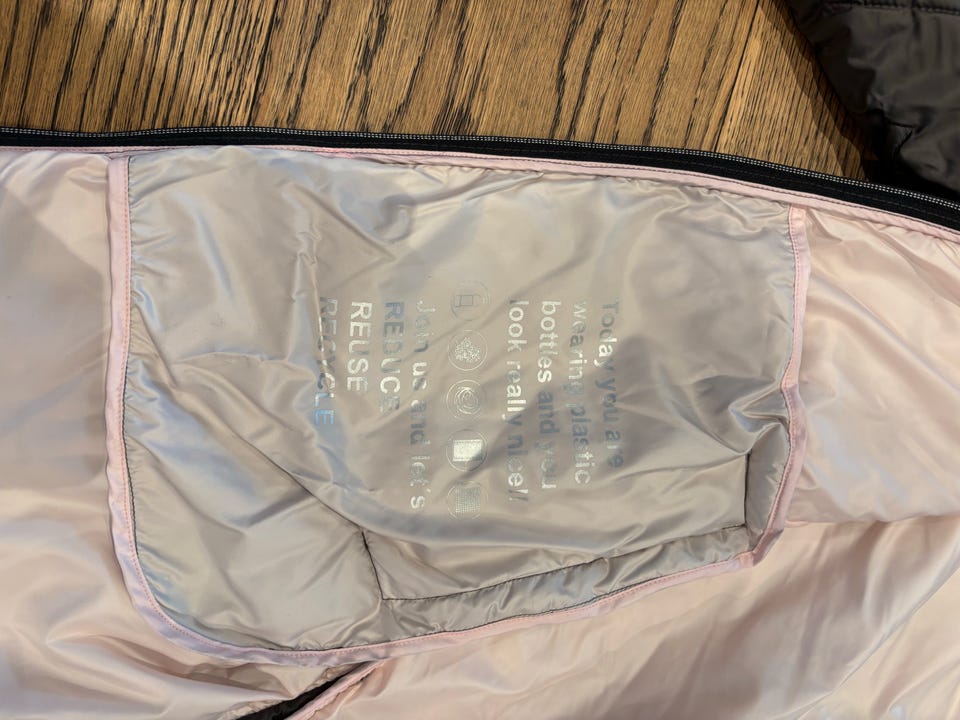 Today you are
wearing plastic
bottles and you
look really nice!
Join us and let's
REDUCE
REUSE
RECYCLE